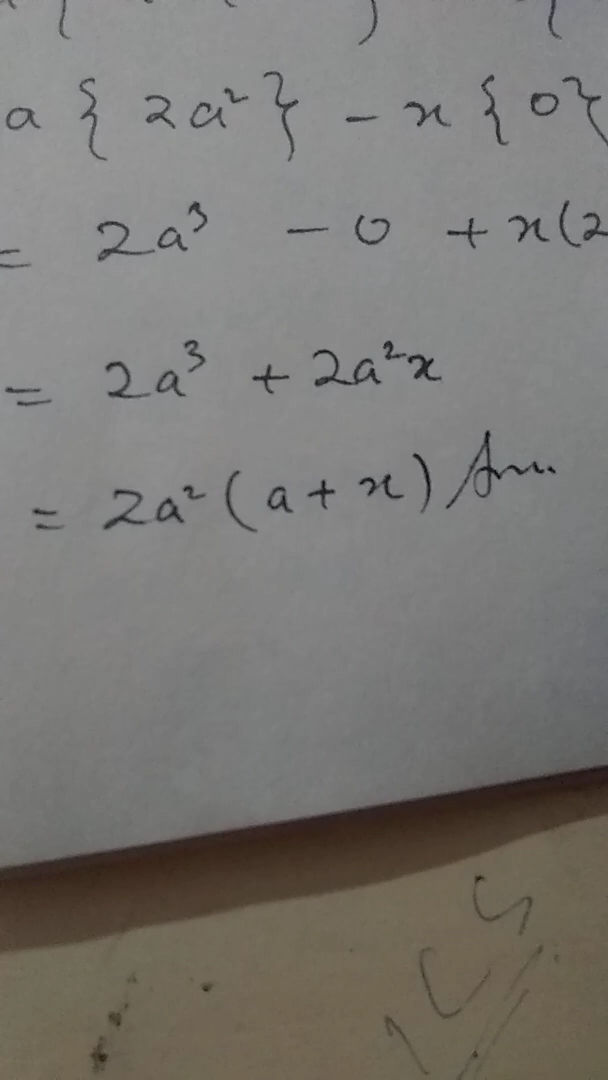 a { 2a² } - x { 0 }
= 2a³ - 0 + x(2
= 2a³ + 2a²x
= 2a² (a + x) Ans.